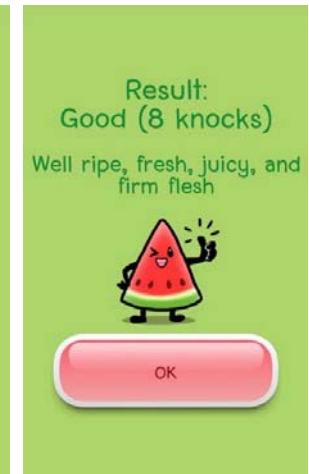 Result:
Good (8 knocks)
Well ripe, fresh, juicy, and
firm flesh
OK